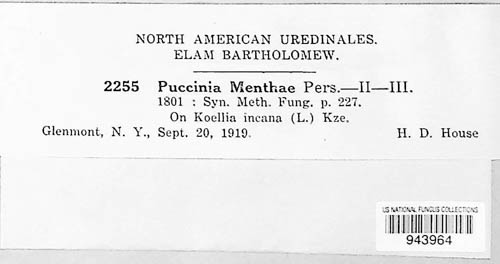 NORTH AMERICAN UREDINALES.
ELAM BARTHOLOMEW.
2255 Puccinia Menthae Pers.—II—III.
1801 : Syn. Meth. Fung. p. 227.
On Koellia incana (L.) Kze.
Glenmont, N. Y., Sept. 20, 1919. H. D. House
US NATIONAL FUNGUS COLLECTIONS
943964